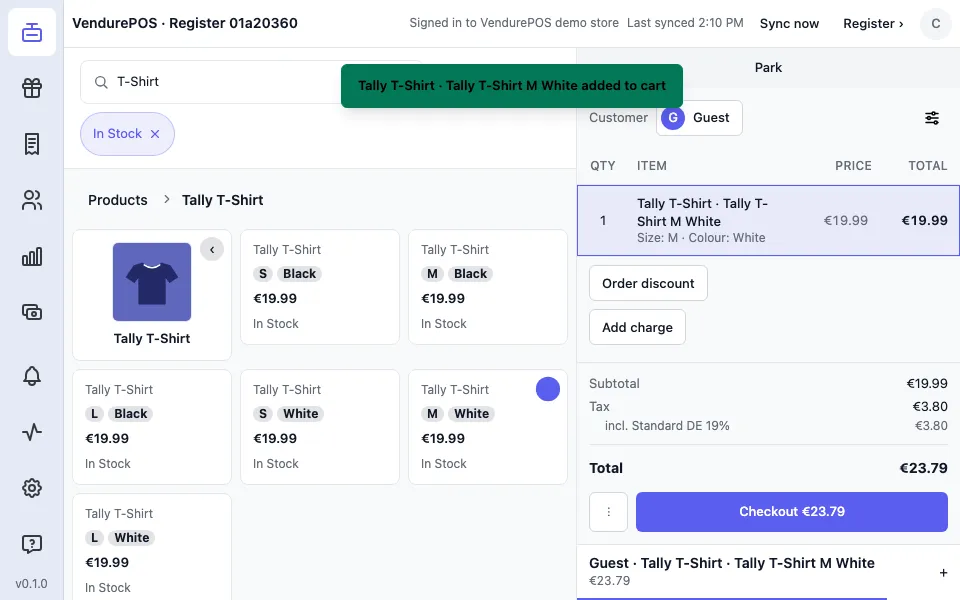 VendurePOS · Register 01a20360
Signed in to VendurePOS demo store
Last synced 2:10 PM
Sync now
Register ›
C
T-Shirt
Tally T-Shirt · Tally T-Shirt M White added to cart
In Stock ✕
Park
Customer
G Guest
QTY ITEM PRICE TOTAL
1
Tally T-Shirt · Tally T-
Shirt M White
Size: M · Colour: White
€19.99
€19.99
Order discount
Add charge
Products > Tally T-Shirt
‹
Tally T-Shirt
Tally T-Shirt
S Black
€19.99
In Stock
Tally T-Shirt
M Black
€19.99
In Stock
Tally T-Shirt
L Black
€19.99
In Stock
Tally T-Shirt
S White
€19.99
In Stock
Tally T-Shirt
M White
€19.99
In Stock
Tally T-Shirt
L White
€19.99
In Stock
Subtotal €19.99
Tax €3.80
incl. Standard DE 19% €3.80
Total €23.79
Checkout €23.79
Guest · Tally T-Shirt · Tally T-Shirt M White
€23.79
+
v0.1.0